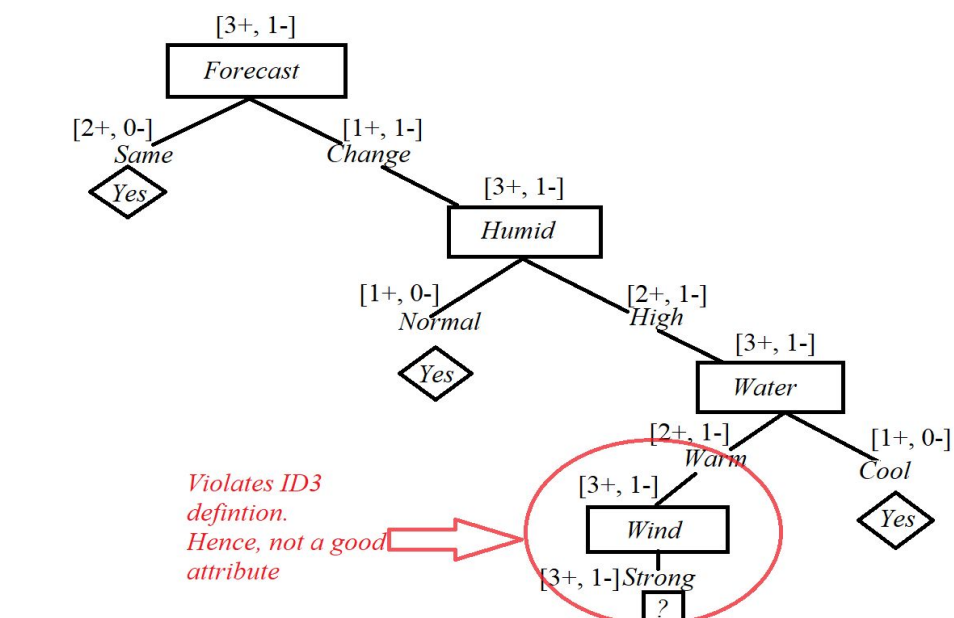 [3+, 1-]
Forecast
[2+, 0-]
Same
Yes
[1+, 1-]
Change
[3+, 1-]
Humid
[1+, 0-]
Normal
Yes
[2+, 1-]
High
[3+, 1-]
Water
[2+, 1-]
Warm
[1+, 0-]
Cool
Yes
[3+, 1-]
Wind
[3+, 1-] Strong
?
Violates ID3
defintion.
Hence, not a good
attribute